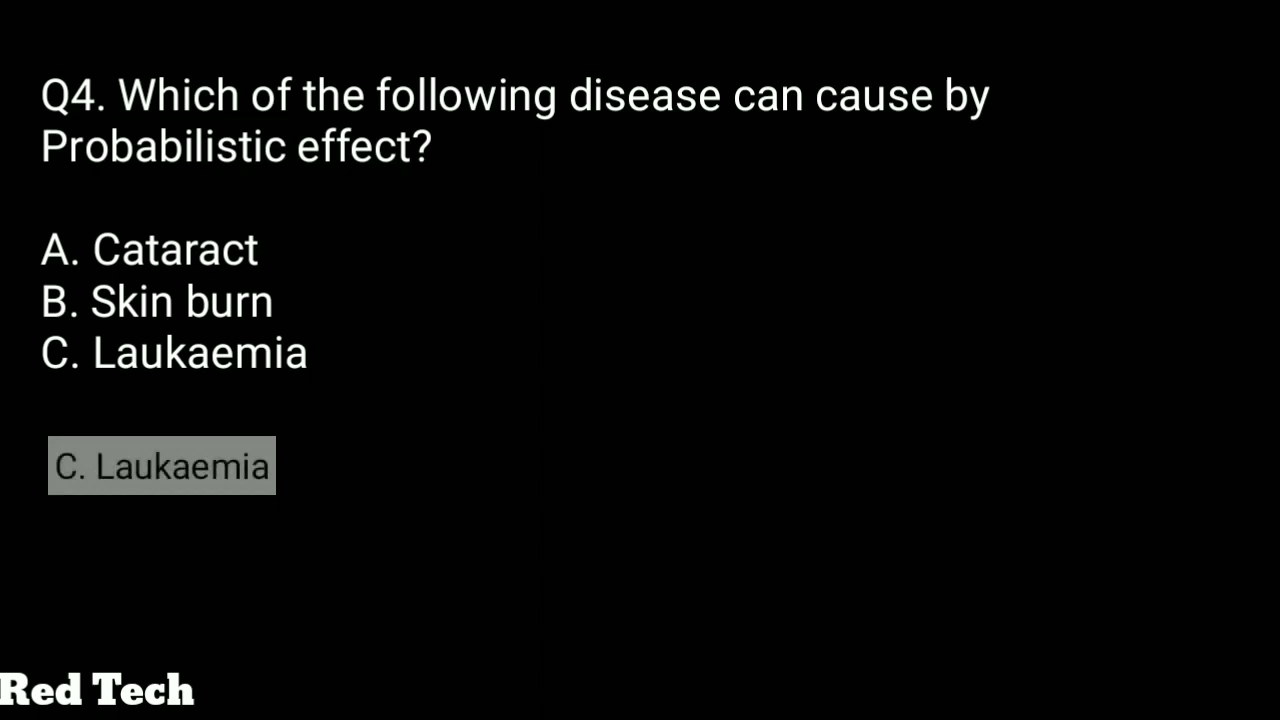 Q4. Which of the following disease can cause by
Probabilistic effect?
A. Cataract
B. Skin burn
C. Laukaemia
C. Laukaemia
Red Tech